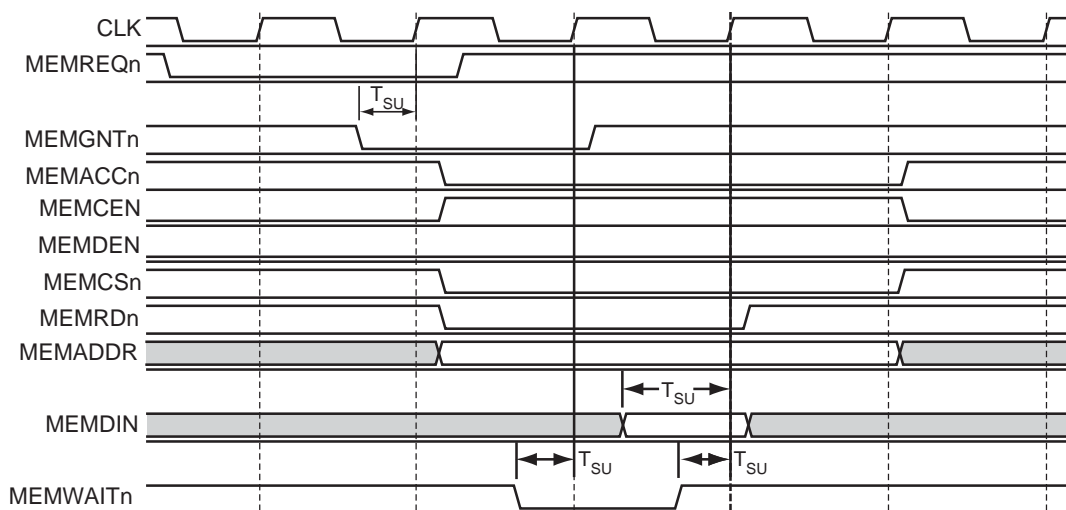 CLK
MEMREQn
TSU
MEMGNTn
MEMACCn
MEMCEN
MEMDEN
MEMCSn
MEMRDn
MEMADDR
TSU
MEMDIN
TSU TSU
MEMWAITn